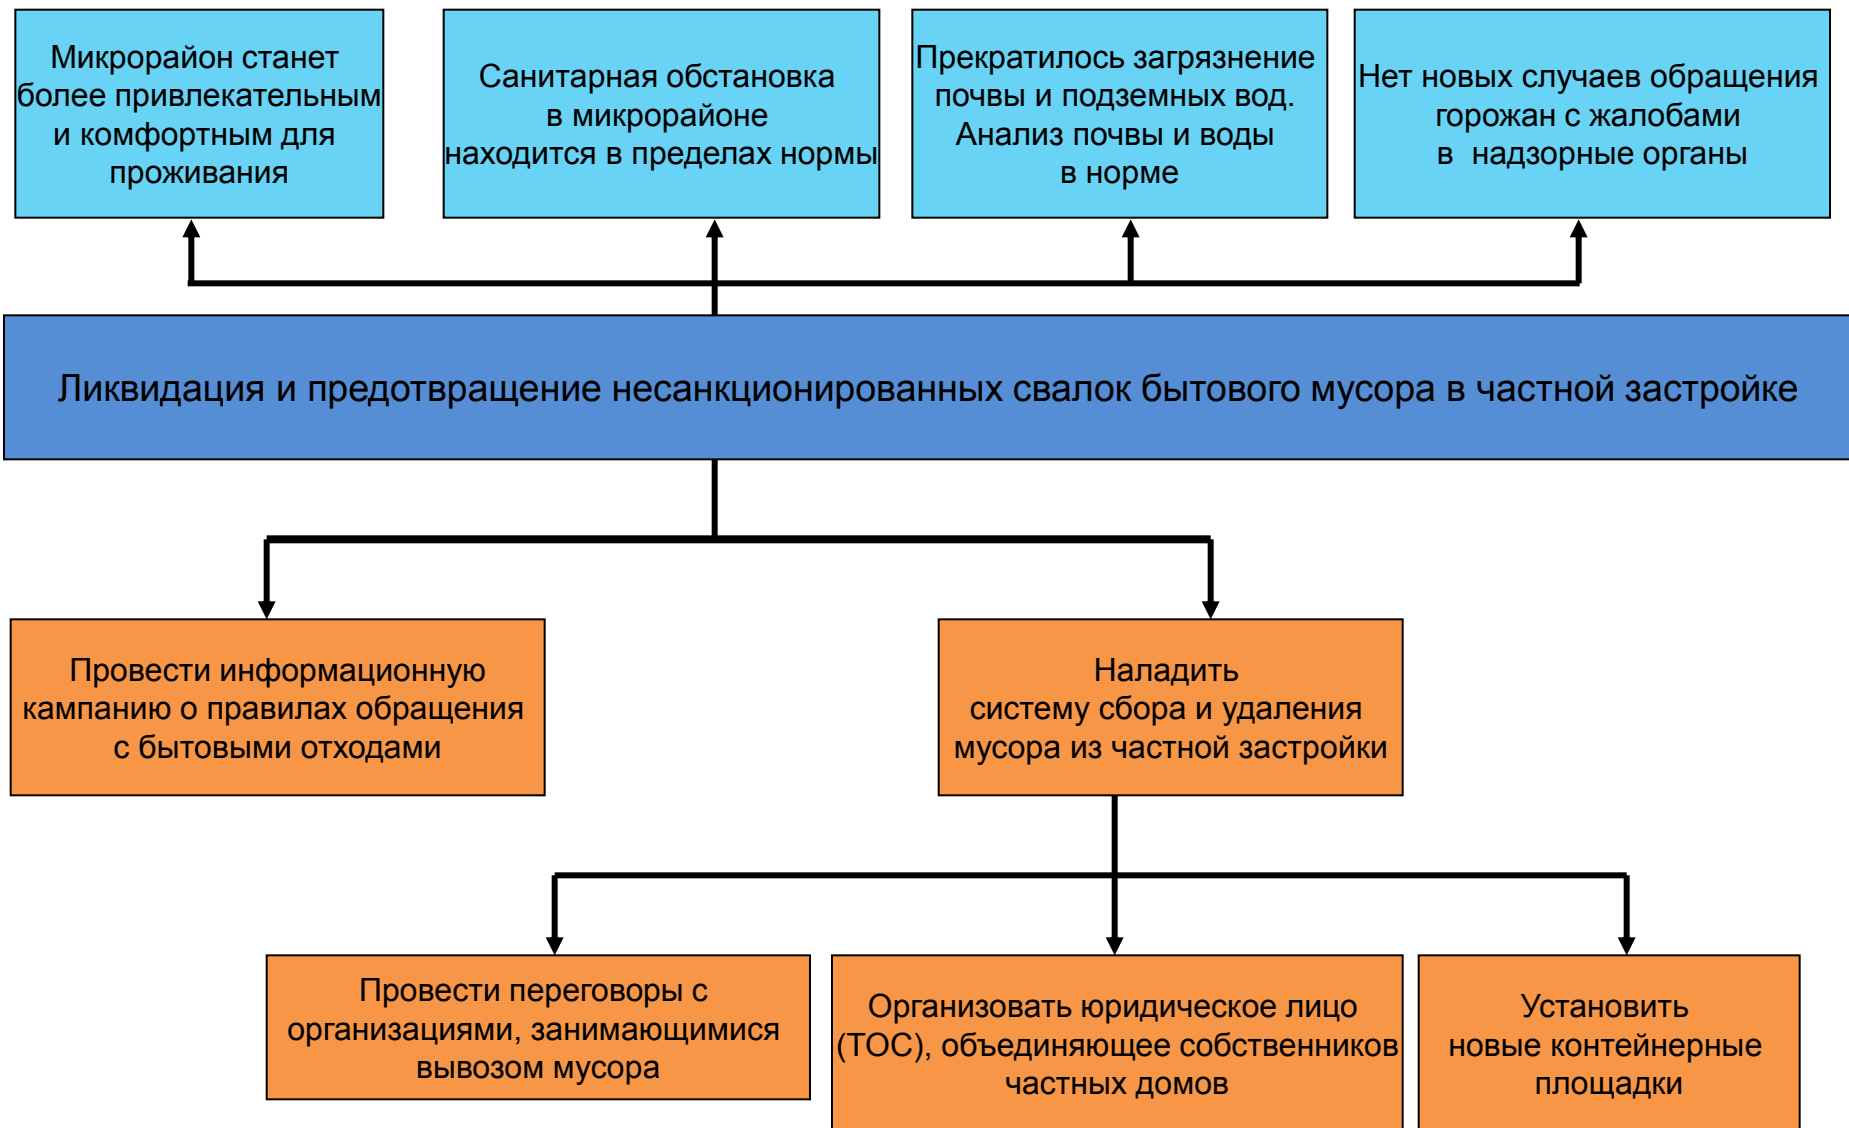 Микрорайон станет
более привлекательным
и комфортным для
проживания
Санитарная обстановка
в микрорайоне
находится в пределах нормы
Прекратилось загрязнение
почвы и подземных вод.
Анализ почвы и воды
в норме
Нет новых случаев обращения
горожан с жалобами
в надзорные органы
Ликвидация и предотвращение несанкционированных свалок бытового мусора в частной застройке
Провести информационную
кампанию о правилах обращения
с бытовыми отходами
Наладить
систему сбора и удаления
мусора из частной застройки
Провести переговоры с
организациями, занимающимися
вывозом мусора
Организовать юридическое лицо
(ТОС), объединяющее собственников
частных домов
Установить
новые контейнерные
площадки